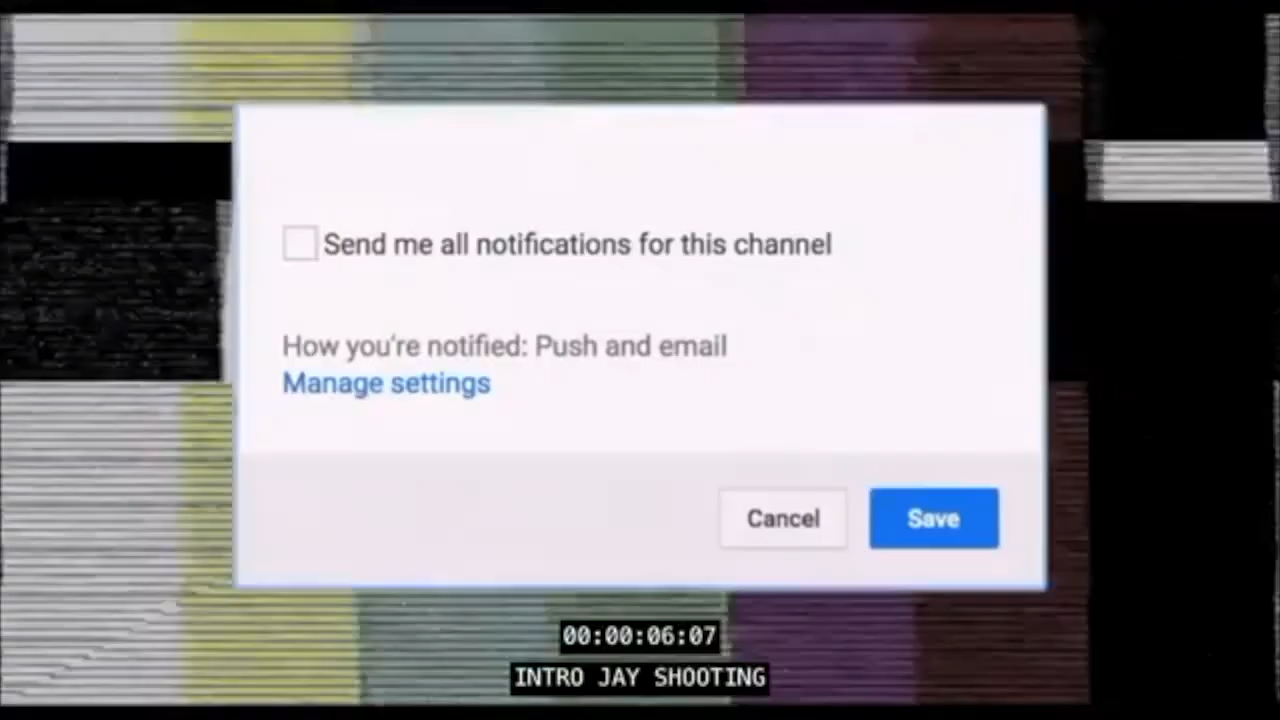 Send me all notifications for this channel
How you're notified: Push and email
Manage settings
Cancel
Save
00:00:06:07
INTRO JAY SHOOTING